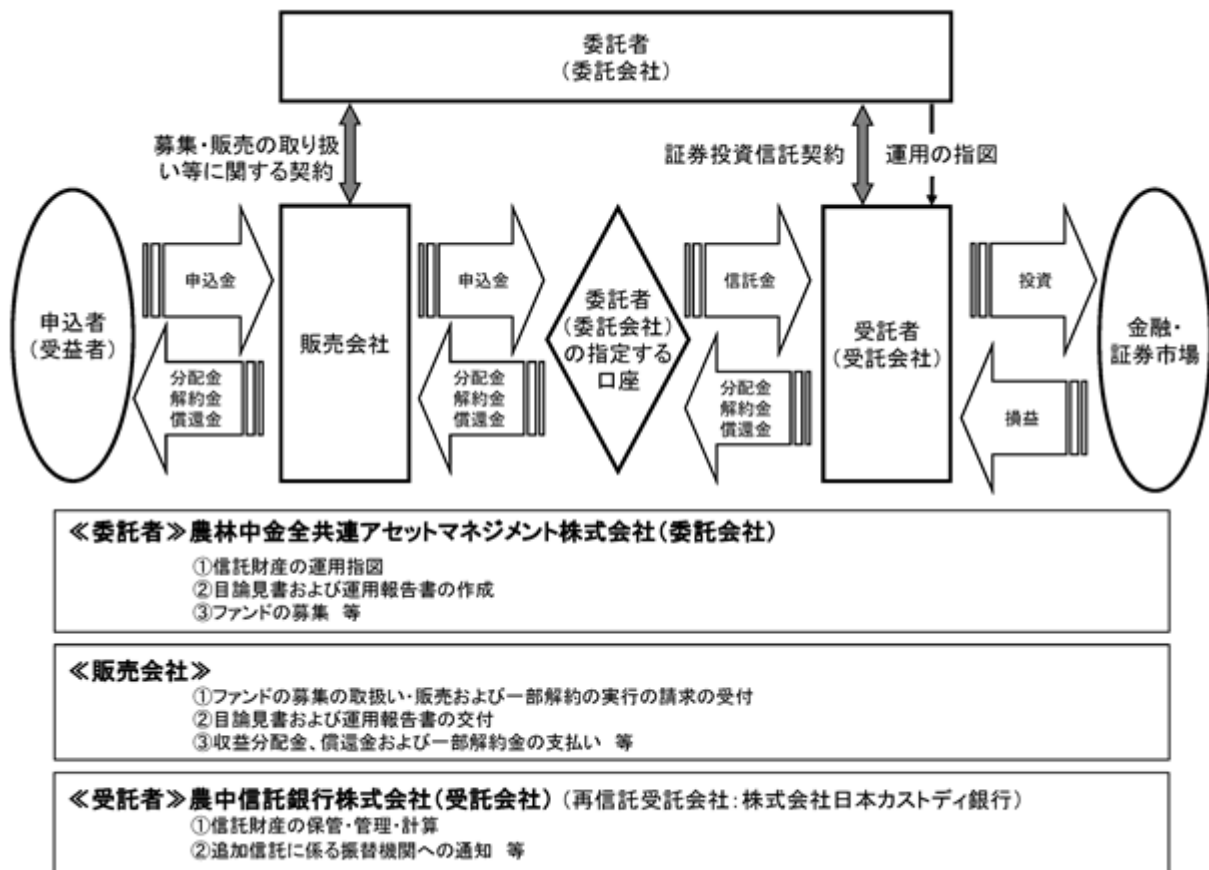 委託者
(委託会社)
募集・販売の取り扱
い等に関する契約
証券投資信託契約
運用の指図
申込者
(受益者)
申込金
分配金
解約金
償還金
販売会社
申込金
分配金
解約金
償還金
委託者
(委託会社)
の指定する
口座
信託金
分配金
解約金
償還金
受託者
(受託会社)
投資
損益
金融・
証券市場
≪委託者≫農林中金全共連アセットマネジメント株式会社(委託会社)
①信託財産の運用指図
②目論見書および運用報告書の作成
③ファンドの募集 等
≪販売会社≫
①ファンドの募集の取扱い・販売および一部解約の実行の請求の受付
②目論見書および運用報告書の交付
③収益分配金、償還金および一部解約金の支払い 等
≪受託者≫農中信託銀行株式会社(受託会社)(再信託受託会社:株式会社日本カストディ銀行)
①信託財産の保管・管理・計算
②追加信託に係る振替機関への通知 等